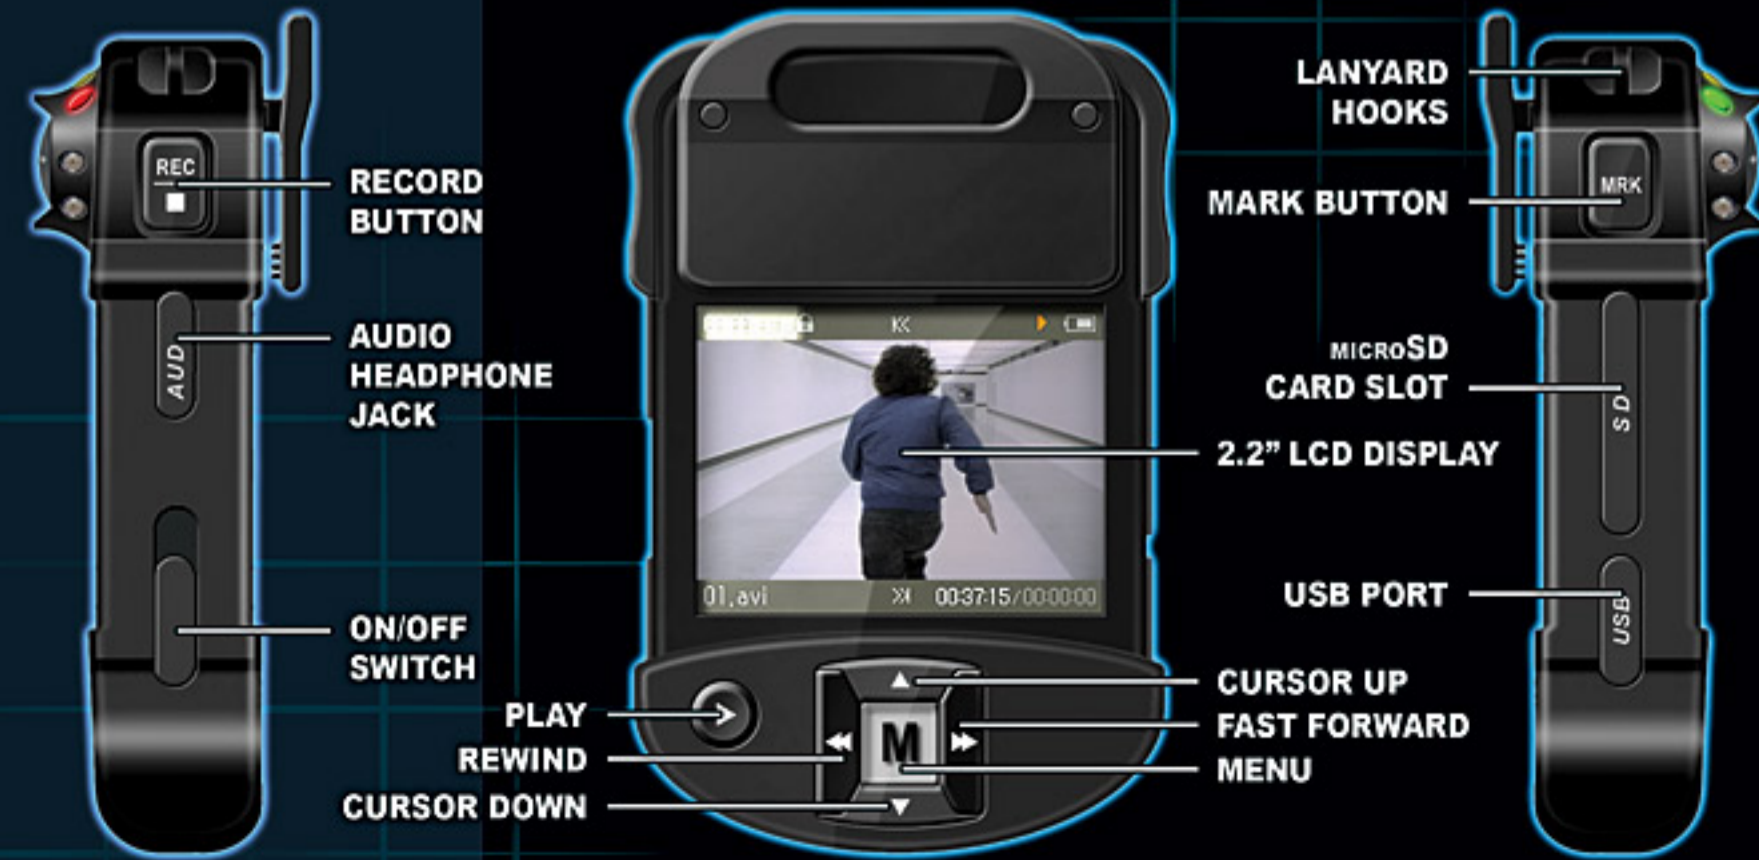 REC
RECORD
BUTTON
AUD
AUDIO
HEADPHONE
JACK
ON/OFF
SWITCH
01.avi
00:37:15/00:00:00
PLAY
REWIND
CURSOR DOWN
M
LANYARD
HOOKS
MARK BUTTON
MRK
MICROSD
CARD SLOT
SD
2.2" LCD DISPLAY
USB PORT
USB
CURSOR UP
FAST FORWARD
MENU